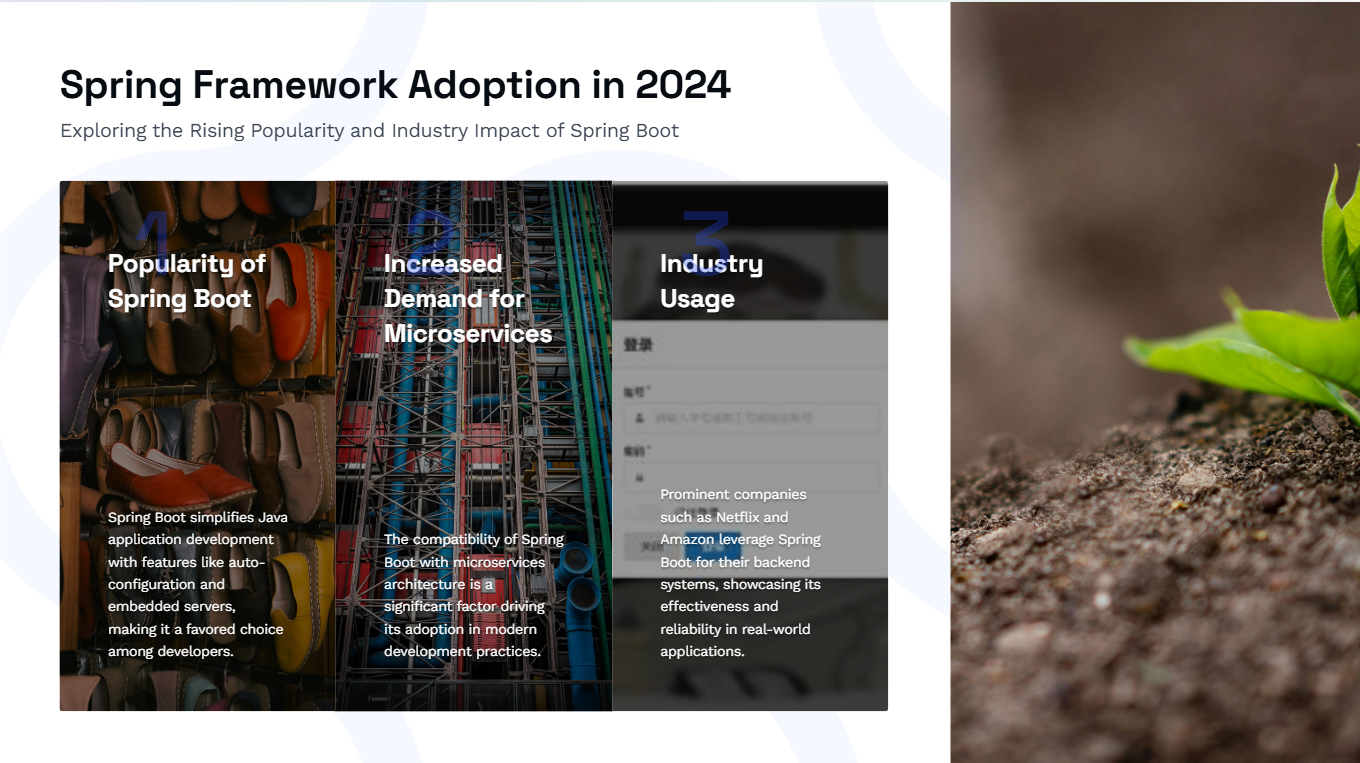 Spring Framework Adoption in 2024
Exploring the Rising Popularity and Industry Impact of Spring Boot
1
Popularity of
Spring Boot
Spring Boot simplifies Java
application development
with features like auto-
configuration and
embedded servers,
making it a favored choice
among developers.
2
Increased
Demand for
Microservices
The compatibility of Spring
Boot with microservices
architecture is a
significant factor driving
its adoption in modern
development practices.
3
Industry
Usage
登录
账号*
密码*
Prominent companies
such as Netflix and
Amazon leverage Spring
Boot for their backend
systems, showcasing its
effectiveness and
reliability in real-world
applications.